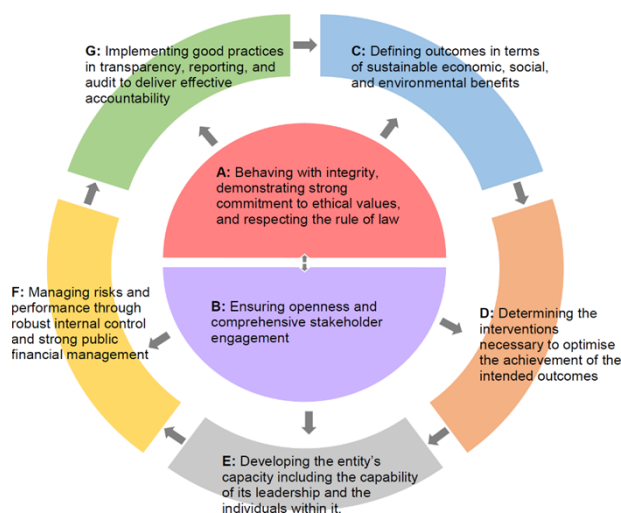 G: Implementing good practices
in transparency, reporting, and
audit to deliver effective
accountability
C: Defining outcomes in terms
of sustainable economic, social,
and environmental benefits
A: Behaving with integrity,
demonstrating strong
commitment to ethical values,
and respecting the rule of law
B: Ensuring openness and
comprehensive stakeholder
engagement
F: Managing risks and
performance through
robust internal control
and strong public
financial management
D: Determining the
interventions
necessary to optimise
the achievement of the
intended outcomes
E: Developing the entity's
capacity including the capability
of its leadership and the
individuals within it.